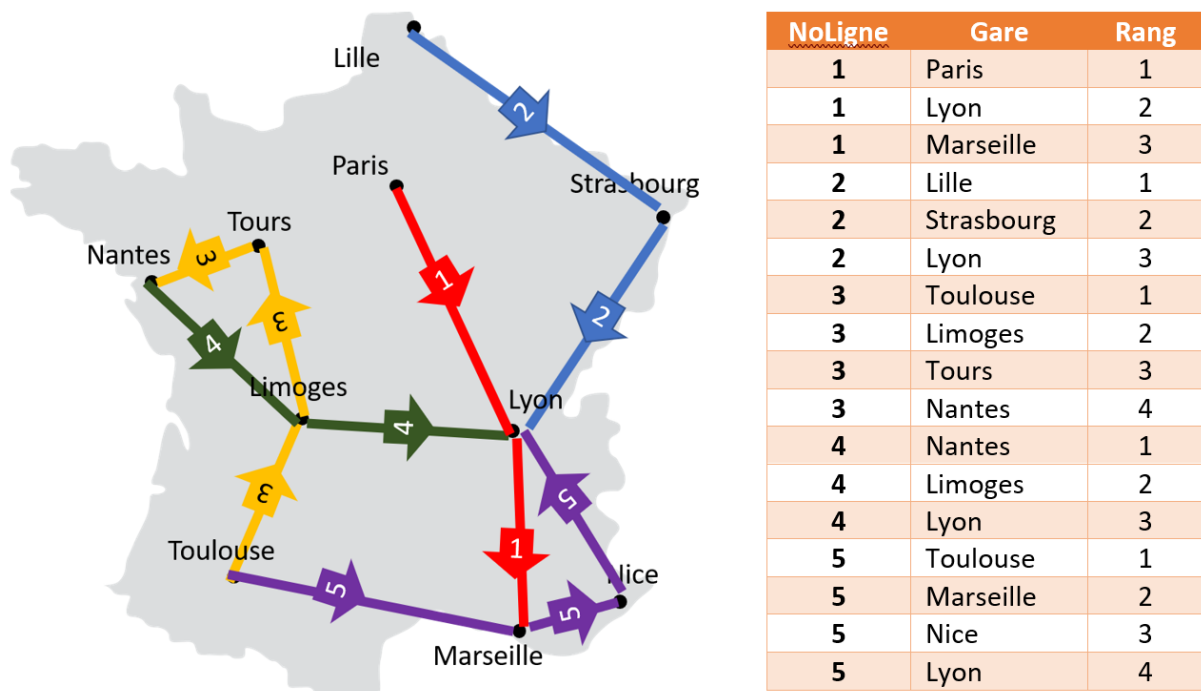 Lille
2
Paris
Strasbourg
Tours
Nantes
3
1
2
3
4
Limoges
Lyon
4
3
5
Toulouse
1
Nice
5
5
Marseille
NoLigne Gare Rang
1 Paris 1
1 Lyon 2
1 Marseille 3
2 Lille 1
2 Strasbourg 2
2 Lyon 3
3 Toulouse 1
3 Limoges 2
3 Tours 3
3 Nantes 4
4 Nantes 1
4 Limoges 2
4 Lyon 3
5 Toulouse 1
5 Marseille 2
5 Nice 3
5 Lyon 4